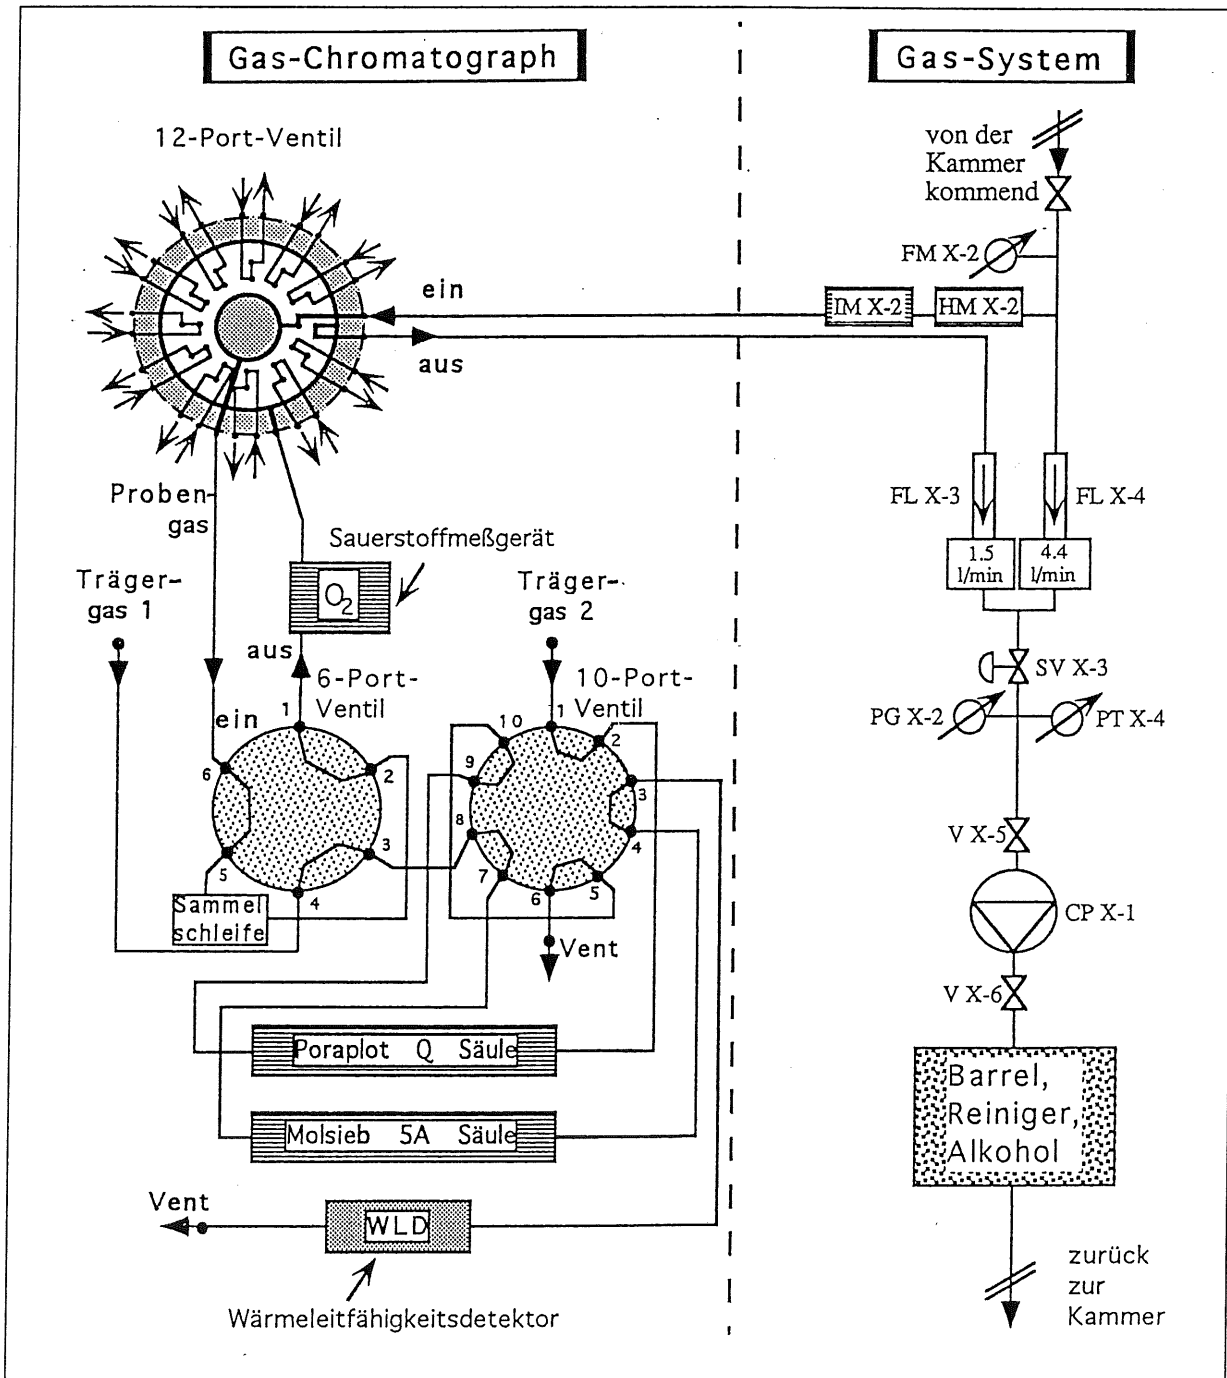 Gas-Chromatograph
Gas-System
12-Port-Ventil
von der
Kammer
kommend
FM X-2
ein
IM X-2
HM X-2
aus
FL X-3
FL X-4
1.5
l/min
4.4
l/min
Proben-
gas
Sauerstoffmeßgerät
O2
Träger-
gas 1
Träger-
gas 2
aus
6-Port-
Ventil
10-Port-
Ventil
ein
1
2
3
4
5
6
1
2
3
4
5
6
7
8
9
10
SV X-3
PG X-2
PT X-4
V X-5
CP X-1
V X-6
Sammel
schleife
Vent
Poraplot Q Säule
Molsieb 5A Säule
Barrel,
Reiniger,
Alkohol
Vent
WLD
Wärmeleitfähigkeitsdetektor
zurück
zur
Kammer